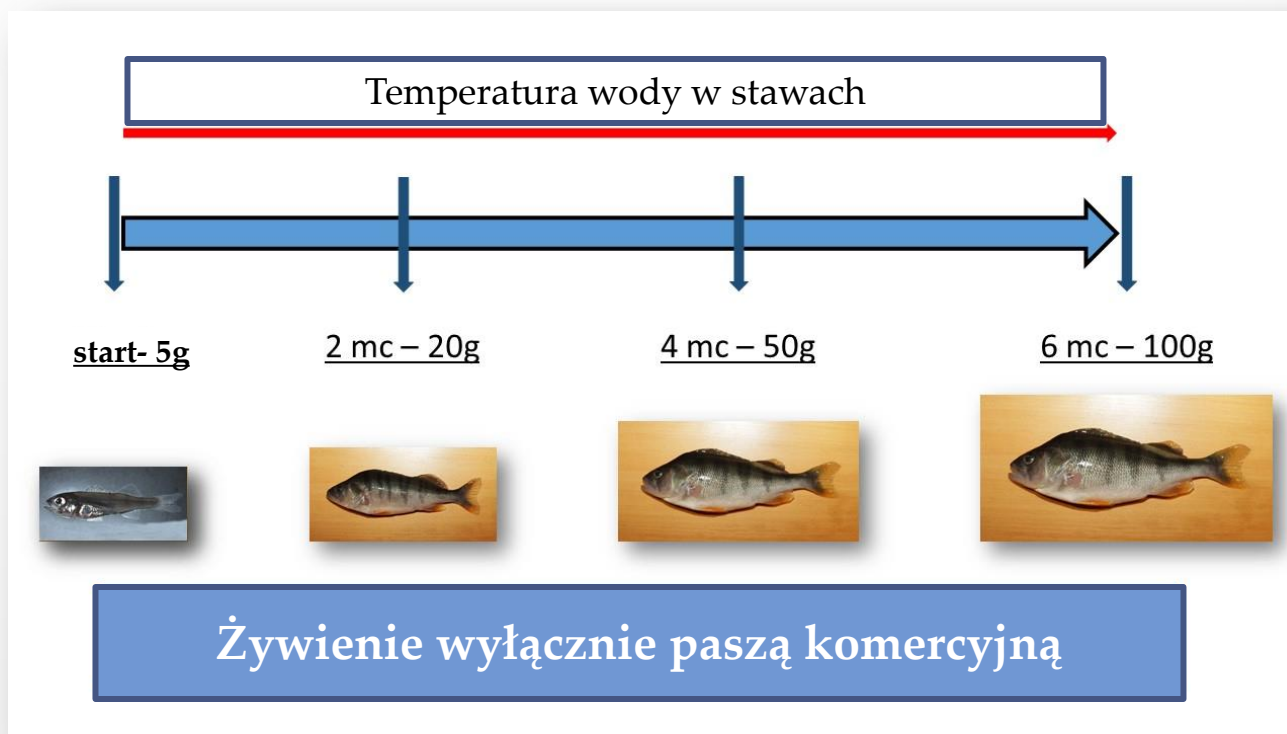 Temperatura wody w stawach
start- 5g
2 mc – 20g
4 mc – 50g
6 mc – 100g
Żywienie wyłącznie paszą komercyjną